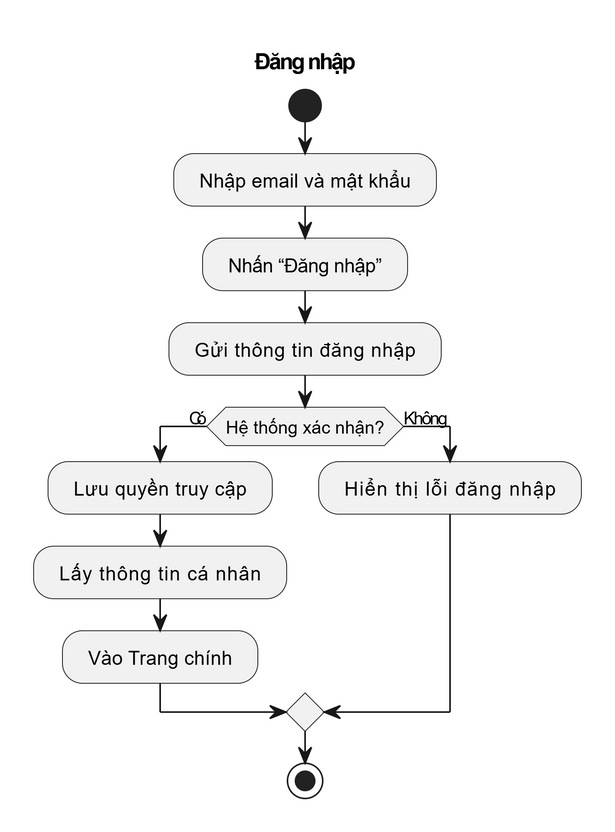 Đăng nhập
Nhập email và mật khẩu
Nhấn “Đăng nhập”
Gửi thông tin đăng nhập
Có
Hệ thống xác nhận?
Không
Lưu quyền truy cập
Hiển thị lỗi đăng nhập
Lấy thông tin cá nhân
Vào Trang chính